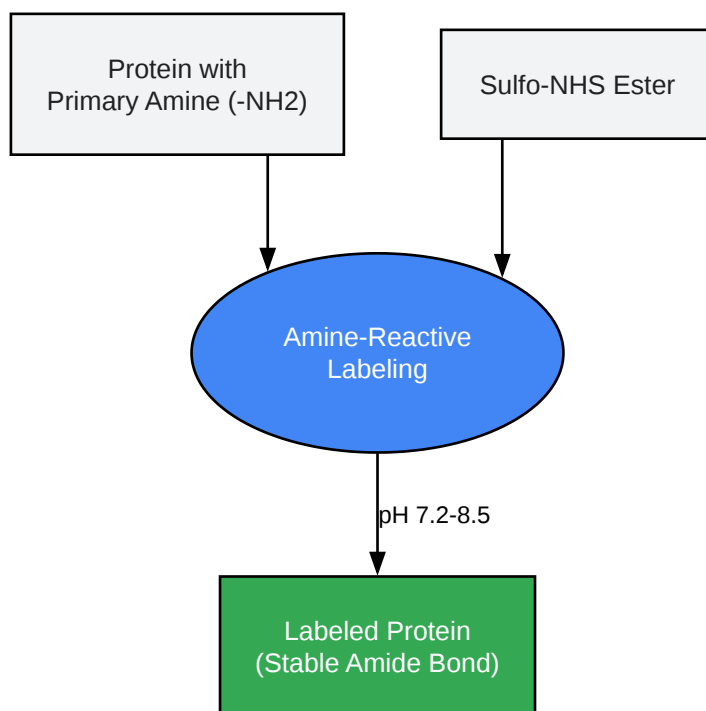 Protein with
Primary Amine (-NH2)
Sulfo-NHS Ester
Amine-Reactive
Labeling
pH 7.2-8.5
Labeled Protein
(Stable Amide Bond)